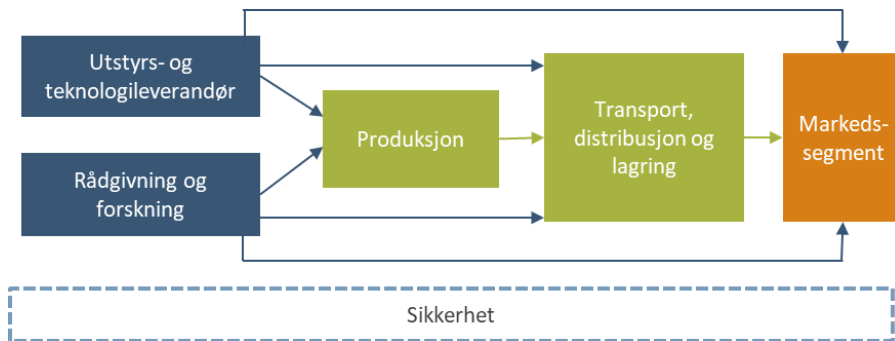 Utstyrs- og
teknologileverandør
Rådgivning og
forskning
Produksjon
Transport,
distribusjon og
lagring
Markeds-
segment
Sikkerhet